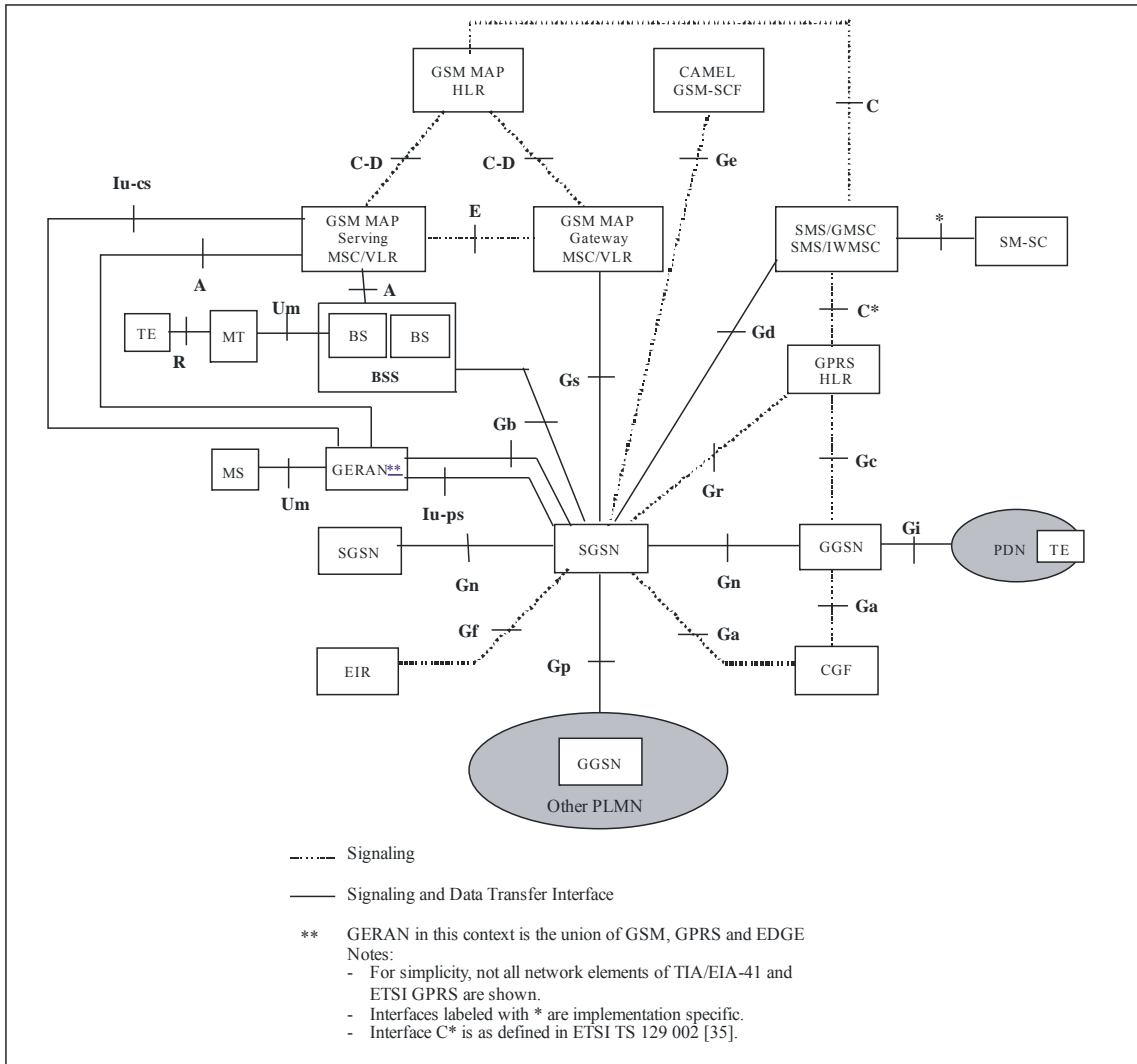 GSM MAP
HLR
CAMEL
GSM-SCF
C
C-D
C-D
Ge
Iu-cs
GSM MAP
Serving
MSC/VLR
E
GSM MAP
Gateway
MSC/VLR
SMS/GMSC
SMS/IWMSC
*
SM-SC
A
A
Um
C*
TE
R
MT
BS
BS
BSS
Gd
GPRS
HLR
Gs
Gb
MS
Um
GERAN**
Iu-ps
Gr
Gc
SGSN
Gn
SGSN
Gn
GGSN
Gi
PDN
TE
Gf
Ga
Ga
EIR
Gp
CGF
GGSN
Other PLMN
Signaling
Signaling and Data Transfer Interface
** GERAN in this context is the union of GSM, GPRS and EDGE
Notes:
- For simplicity, not all network elements of TIA/EIA-41 and
ETSI GPRS are shown.
- Interfaces labeled with * are implementation specific.
- Interface C* is as defined in ETSI TS 129 002 [35].